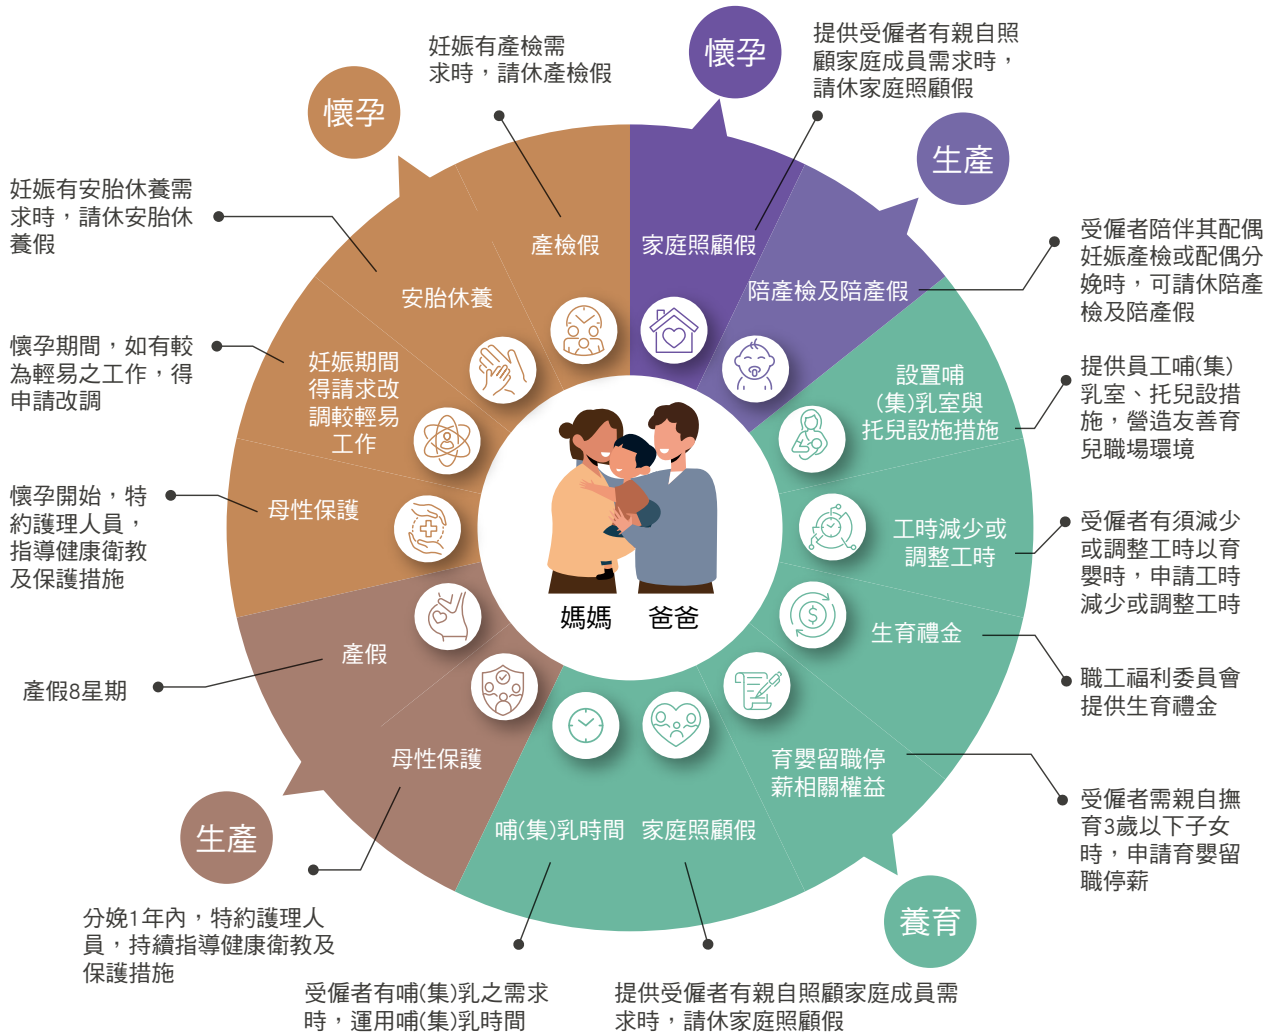 懷孕
妊娠有產檢需
求時，請休產檢假
懷孕
提供受僱者有親自照
顧家庭成員需求時，
請休家庭照顧假
生產
妊娠有安胎休養需
求時，請休安胎休
養假
受僱者陪伴其配偶
妊娠產檢或配偶分
娩時，可請休陪產
檢及陪產假
產檢假
家庭照顧假
安胎休養
陪產檢及陪產假
懷孕期間，如有較
為輕易之工作，得
申請改調
妊娠期間
得請求改
調較輕易
工作
設置哺
(集)乳室與
托兒設施措施
提供員工哺(集)
乳室、托兒設措
施，營造友善育
兒職場環境
懷孕開始，特
約護理人員，
指導健康衛教
及保護措施
母性保護
工時減少或
調整工時
受僱者有須減少
或調整工時以育
嬰時，申請工時
減少或調整工時
媽媽
爸爸
產假8星期
產假
生育禮金
職工福利委員會
提供生育禮金
母性保護
育嬰留職停
薪相關權益
受僱者需親自撫
育3歲以下子女
時，申請育嬰留
職停薪
生產
哺(集)乳時間
家庭照顧假
養育
分娩1年內，特約護理人
員，持續指導健康衛教及
保護措施
受僱者有哺(集)乳之需求
時，運用哺(集)乳時間
提供受僱者有親自照顧家庭成員需
求時，請休家庭照顧假